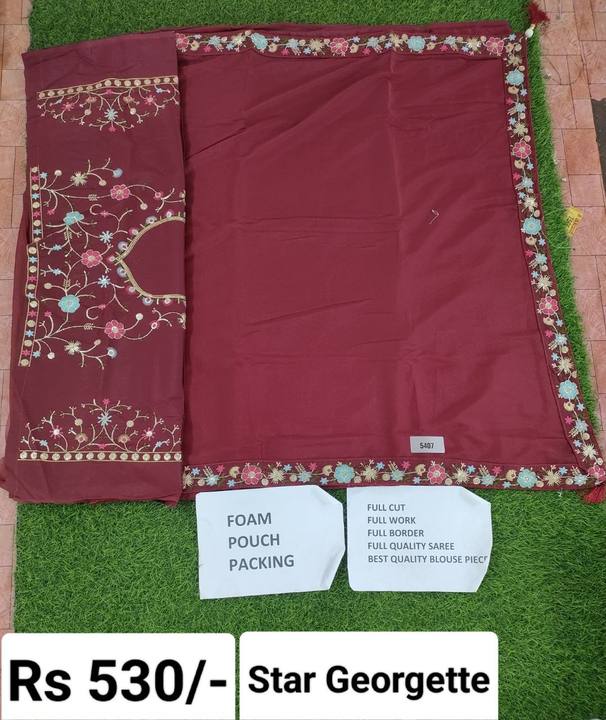 5407
FOAM
POUCH
PACKING
FULL CUT
FULL WORK
FULL BORDER
FULL QUALITY SAREE
BEST QUALITY BLOUSE PIECE
Rs 530/-
Star Georgette